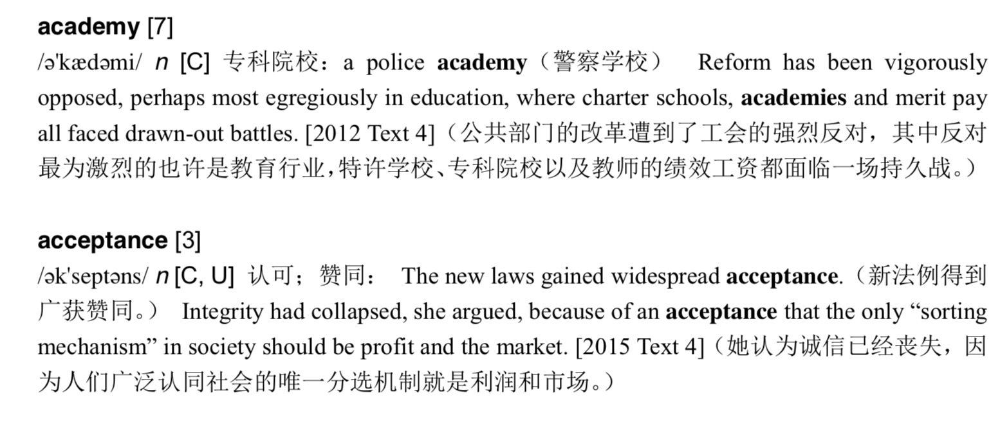 academy [7]
/ə'kædəmi/ n [C] 专科院校：a police academy（警察学校） Reform has been vigorously
opposed, perhaps most egregiously in education, where charter schools, academies and merit pay
all faced drawn-out battles. [2012 Text 4]（公共部门的改革遭到了工会的强烈反对，其中反对
最为激烈的也许是教育行业，特许学校、专科院校以及教师的绩效工资都面临一场持久战。）
acceptance [3]
/ək'septəns/ n [C, U] 认可；赞同： The new laws gained widespread acceptance.（新法例得到
广获赞同。） Integrity had collapsed, she argued, because of an acceptance that the only “sorting
mechanism” in society should be profit and the market. [2015 Text 4]（她认为诚信已经丧失，因
为人们广泛认同社会的唯一分选机制就是利润和市场。）